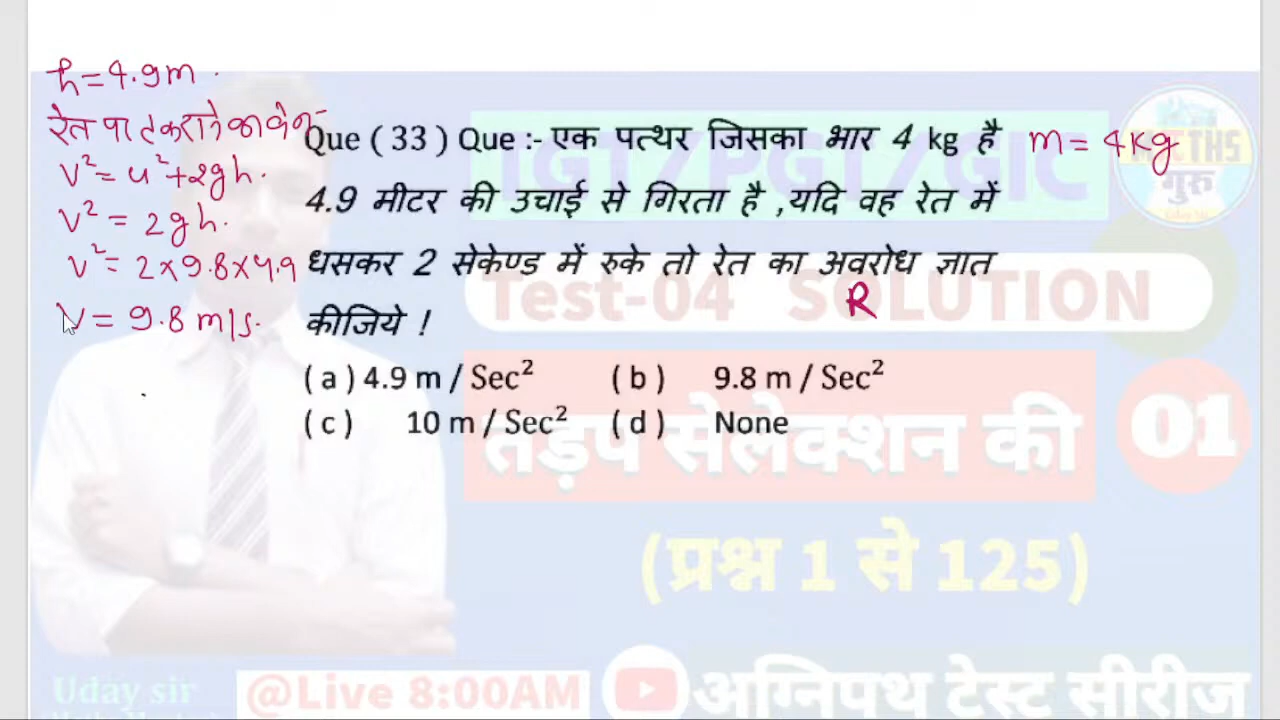 h = 4.9m.
रेत पर टकराने का वेग-
v² = u² + 2gh.
v² = 2gh.
v² = 2×9.8×4.9
v = 9.8 m/s.
Que ( 33 ) Que :- एक पत्थर जिसका भार 4 kg है
m = 4kg
4.9 मीटर की उचाई से गिरता है ,यदि वह रेत में
धसकर 2 सेकेण्ड में रुके तो रेत का अवरोध ज्ञात
R
कीजिये !
( a ) 4.9 m / Sec² ( b ) 9.8 m / Sec²
( c ) 10 m / Sec² ( d ) None
TGT/PGT/GIC
गुरु
Uday Sir
Test-04 SOLUTION
तड़प सेलेक्शन की 01
(प्रश्न 1 से 125)
Uday sir
@Live 8:00AM
अग्निपथ टेस्ट सीरीज